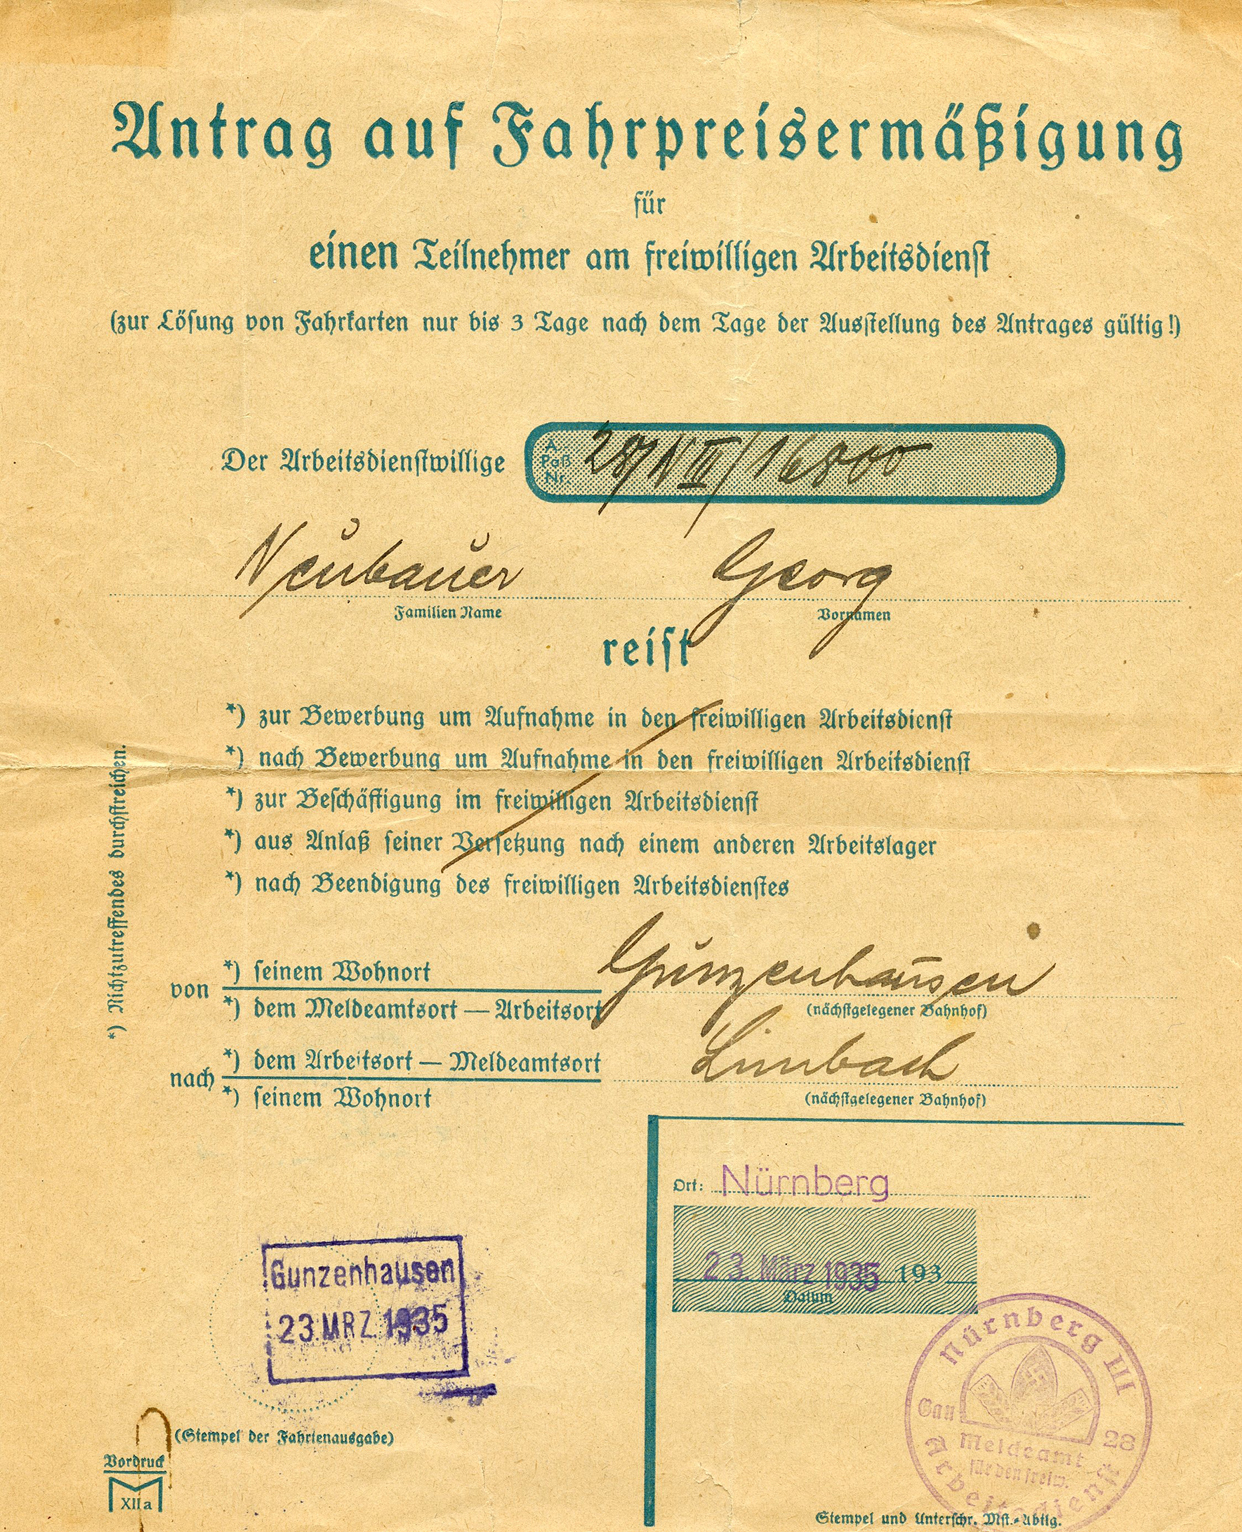 Antrag auf Fahrpreisermäßigung
für
einen Teilnehmer am freiwilligen Arbeitsdienst
(zur Lösung von Fahrkarten nur bis 3 Tage nach dem Tage der Ausstellung des Antrages gültig!)
Der Arbeitsdienstwillige
A. Paß Nr. 28/N III/16800
Neubauer Georg
Familien Name Vornamen
reist
*) zur Bewerbung um Aufnahme in den freiwilligen Arbeitsdienst
*) nach Bewerbung um Aufnahme in den freiwilligen Arbeitsdienst
*) zur Beschäftigung im freiwilligen Arbeitsdienst
*) aus Anlaß seiner Versetzung nach einem anderen Arbeitslager
*) nach Beendigung des freiwilligen Arbeitsdienstes
*) Nichtzutreffendes durchstreichen.
von
*) seinem Wohnort
*) dem Meldeamtsort — Arbeitsort
Gunzenhausen
(nächstgelegener Bahnhof)
nach
*) dem Arbeitsort — Meldeamtsort
*) seinem Wohnort
Limbach
(nächstgelegener Bahnhof)
Ort: Nürnberg
23. März 1935 193
Datum
Gunzenhausen
23 MRZ. 1935
(Stempel der Fahrtenausgabe)
Vordruck
XIIa
Nürnberg III
Gau 28
Meldeamt
für den freiw.
Arbeitsdienst
Stempel und Unterschr. Mst.-Abtlg.